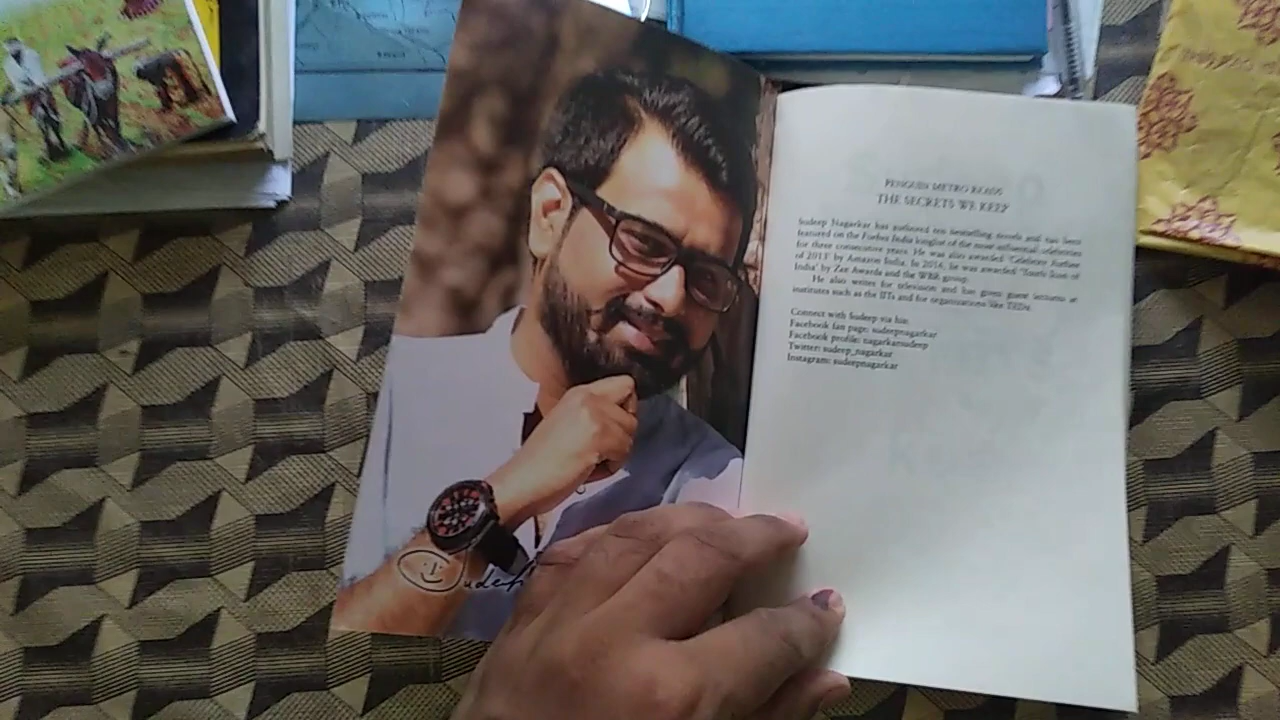 PENGUIN METRO READS
THE SECRETS WE KEEP
Sudeep Nagarkar has authored ten bestselling novels and has been
featured on the Forbes India longlist of the most influential celebrities
for three consecutive years. He was also awarded 'Celebrity Author
of 2013' by Amazon India. In 2016, he was awarded 'Youth Icon of
India' by Zee Awards and the WBR group.
He also writes for television and has given guest lectures at
institutes such as the IITs and for organizations like TEDx.
Connect with Sudeep via his:
Facebook fan page: sudeepnagarkar
Facebook profile: nagarkarsudeep
Twitter: sudeep_nagarkar
Instagram: sudeepnagarkar